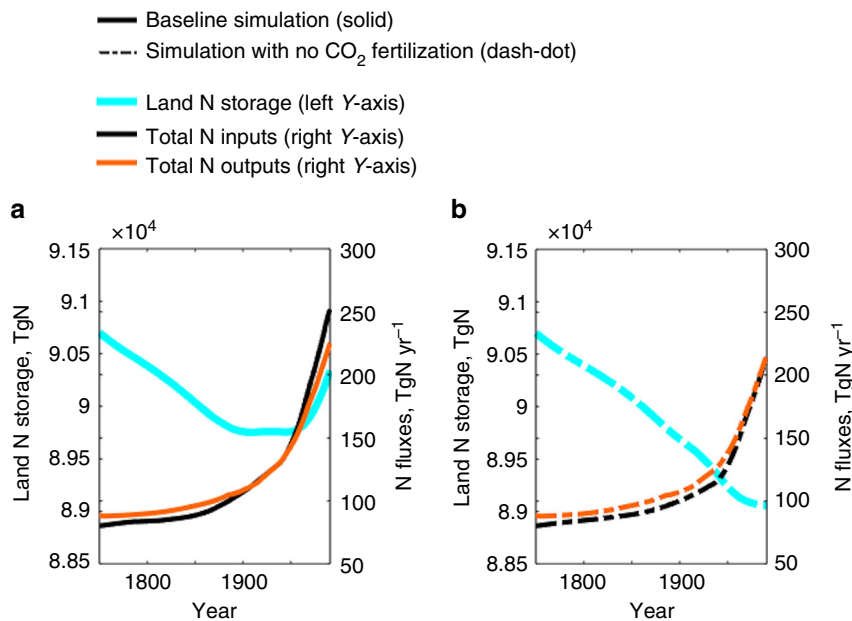 Baseline simulation (solid)
Simulation with no CO2 fertilization (dash-dot)
Land N storage (left Y-axis)
Total N inputs (right Y-axis)
Total N outputs (right Y-axis)
a
×10⁴
9.15
9.1
9.05
9
8.95
8.9
8.85
Land N storage, TgN
300
250
200
150
100
50
N fluxes, TgN yr⁻¹
1800
1900
Year
b
×10⁴
9.15
9.1
9.05
9
8.95
8.9
8.85
Land N storage, TgN
300
250
200
150
100
50
N fluxes, TgN yr⁻¹
1800
1900
Year